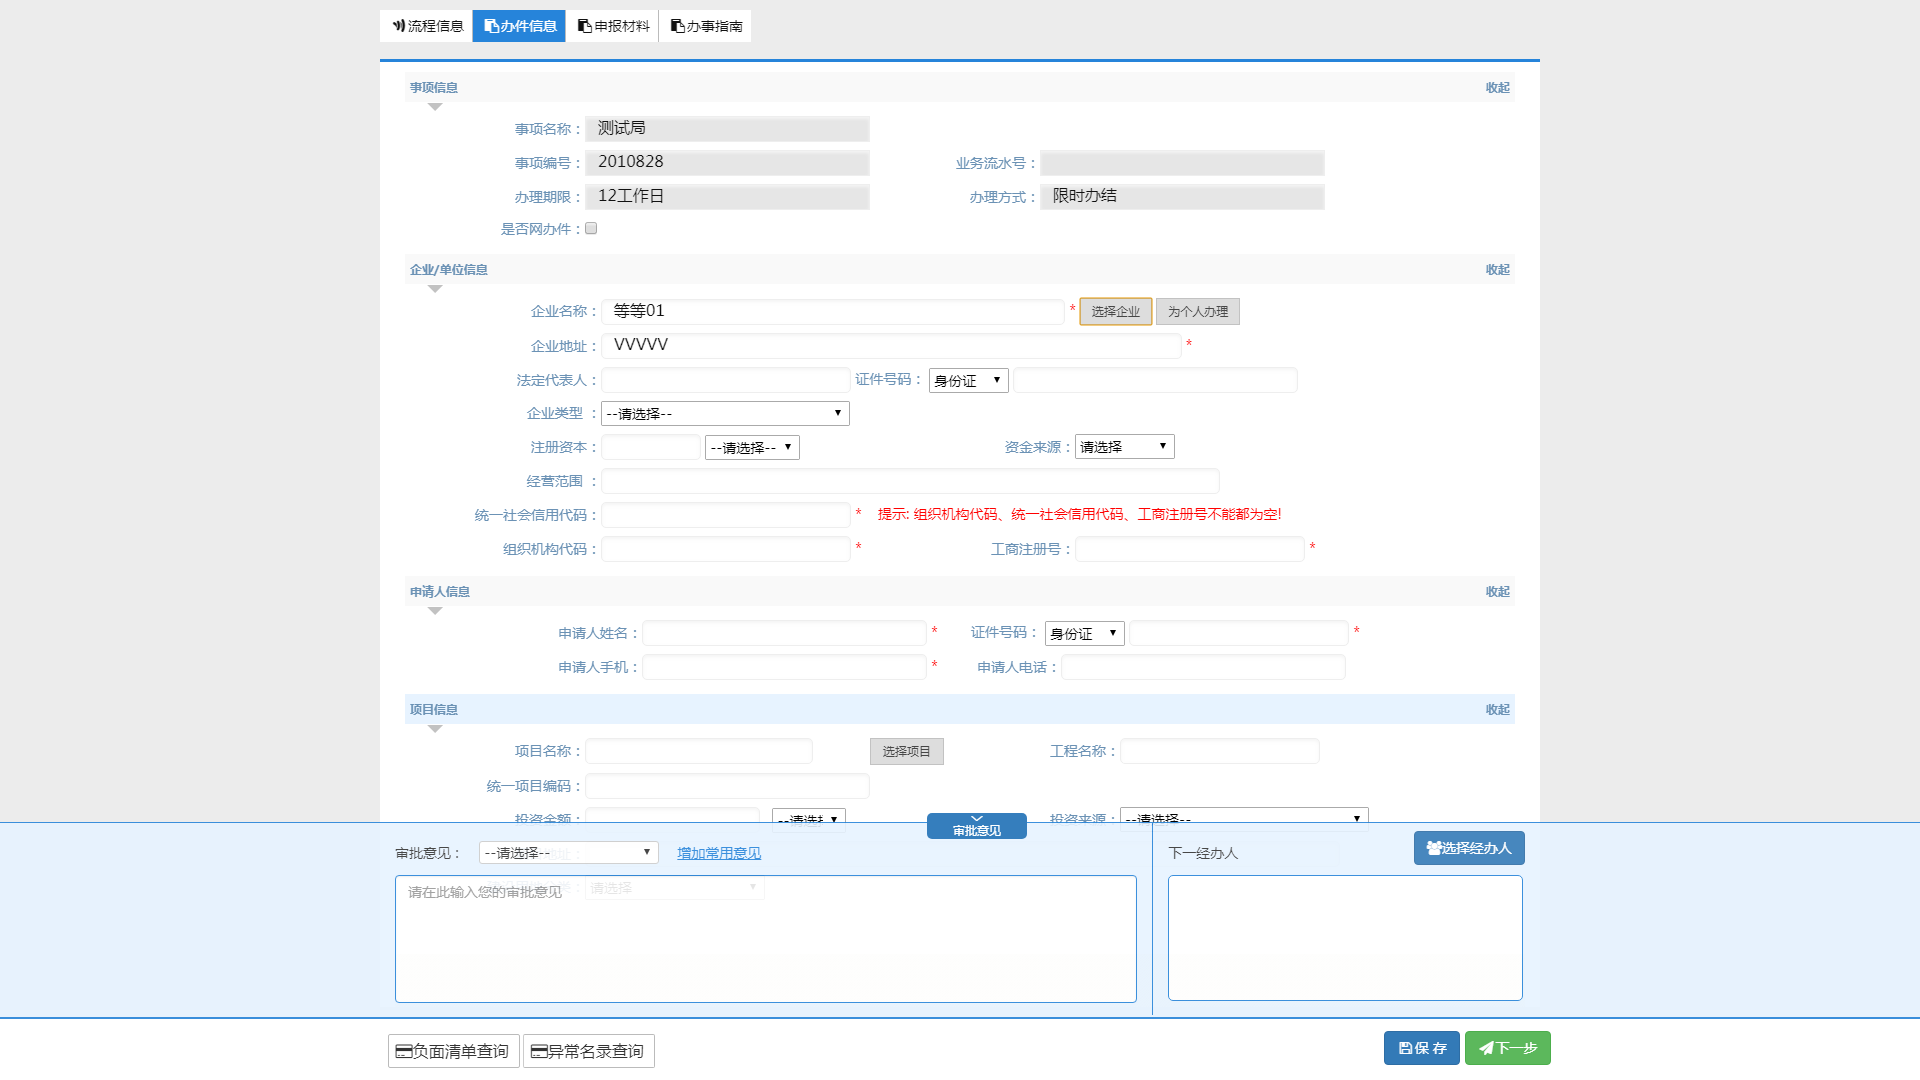 流程信息 办件信息 申报材料 办事指南
事项信息 收起
事项名称： 测试局
事项编号： 2010828 业务流水号：
办理期限： 12工作日 办理方式： 限时办结
是否网办件：
企业/单位信息 收起
企业名称： 等等01 * 选择企业 为个人办理
企业地址： VVVVV *
法定代表人： 证件号码： 身份证
企业类型 ： --请选择--
注册资本： --请选择-- 资金来源： 请选择
经营范围 ：
统一社会信用代码： * 提示: 组织机构代码、统一社会信用代码、工商注册号不能都为空!
组织机构代码： * 工商注册号： *
申请人信息 收起
申请人姓名： * 证件号码： 身份证 *
申请人手机： * 申请人电话：
项目信息 收起
项目名称： 选择项目 工程名称：
统一项目编码：
投资金额： --请选择 投资来源： --请选择--
审批意见
审批意见： --请选择-- 增加常用意见 下一经办人 选择经办人
请在此输入您的审批意见 请选择
负面清单查询 异常名录查询 保 存 下一步